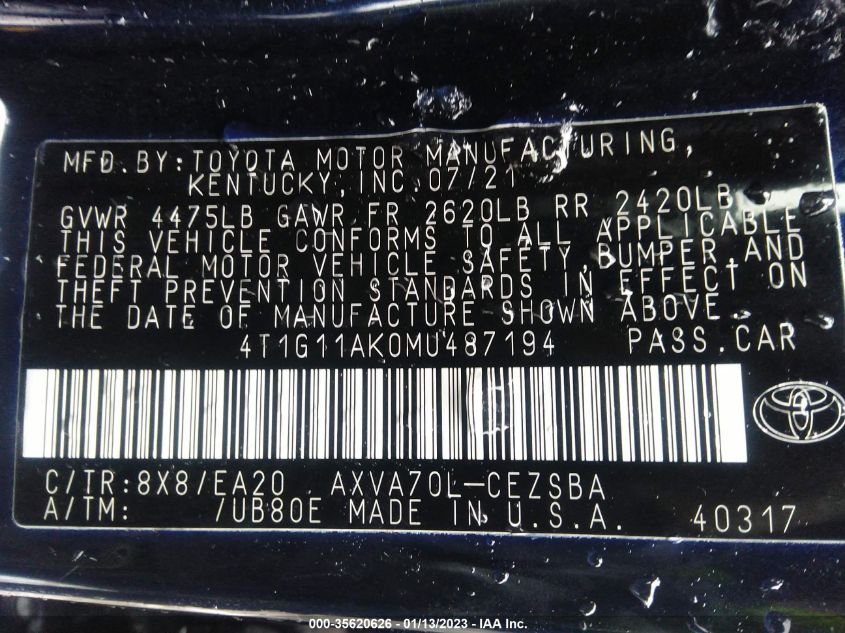 MFD. BY: TOYOTA MOTOR MANUFACTURING,
KENTUCKY, INC. 07/21
GVWR 4475LB GAWR FR 2620LB RR 2420LB
THIS VEHICLE CONFORMS TO ALL APPLICABLE
FEDERAL MOTOR VEHICLE SAFETY, BUMPER, AND
THEFT PREVENTION STANDARDS IN EFFECT ON
THE DATE OF MANUFACTURE SHOWN ABOVE.
4T1G11AK0MU487194 PASS.CAR
C/TR: 8X8/EA20 AXVA70L-CEZSBA
A/TM: /UB80E MADE IN U.S.A. 40317
000-35620626 - 01/13/2023 - IAA Inc.